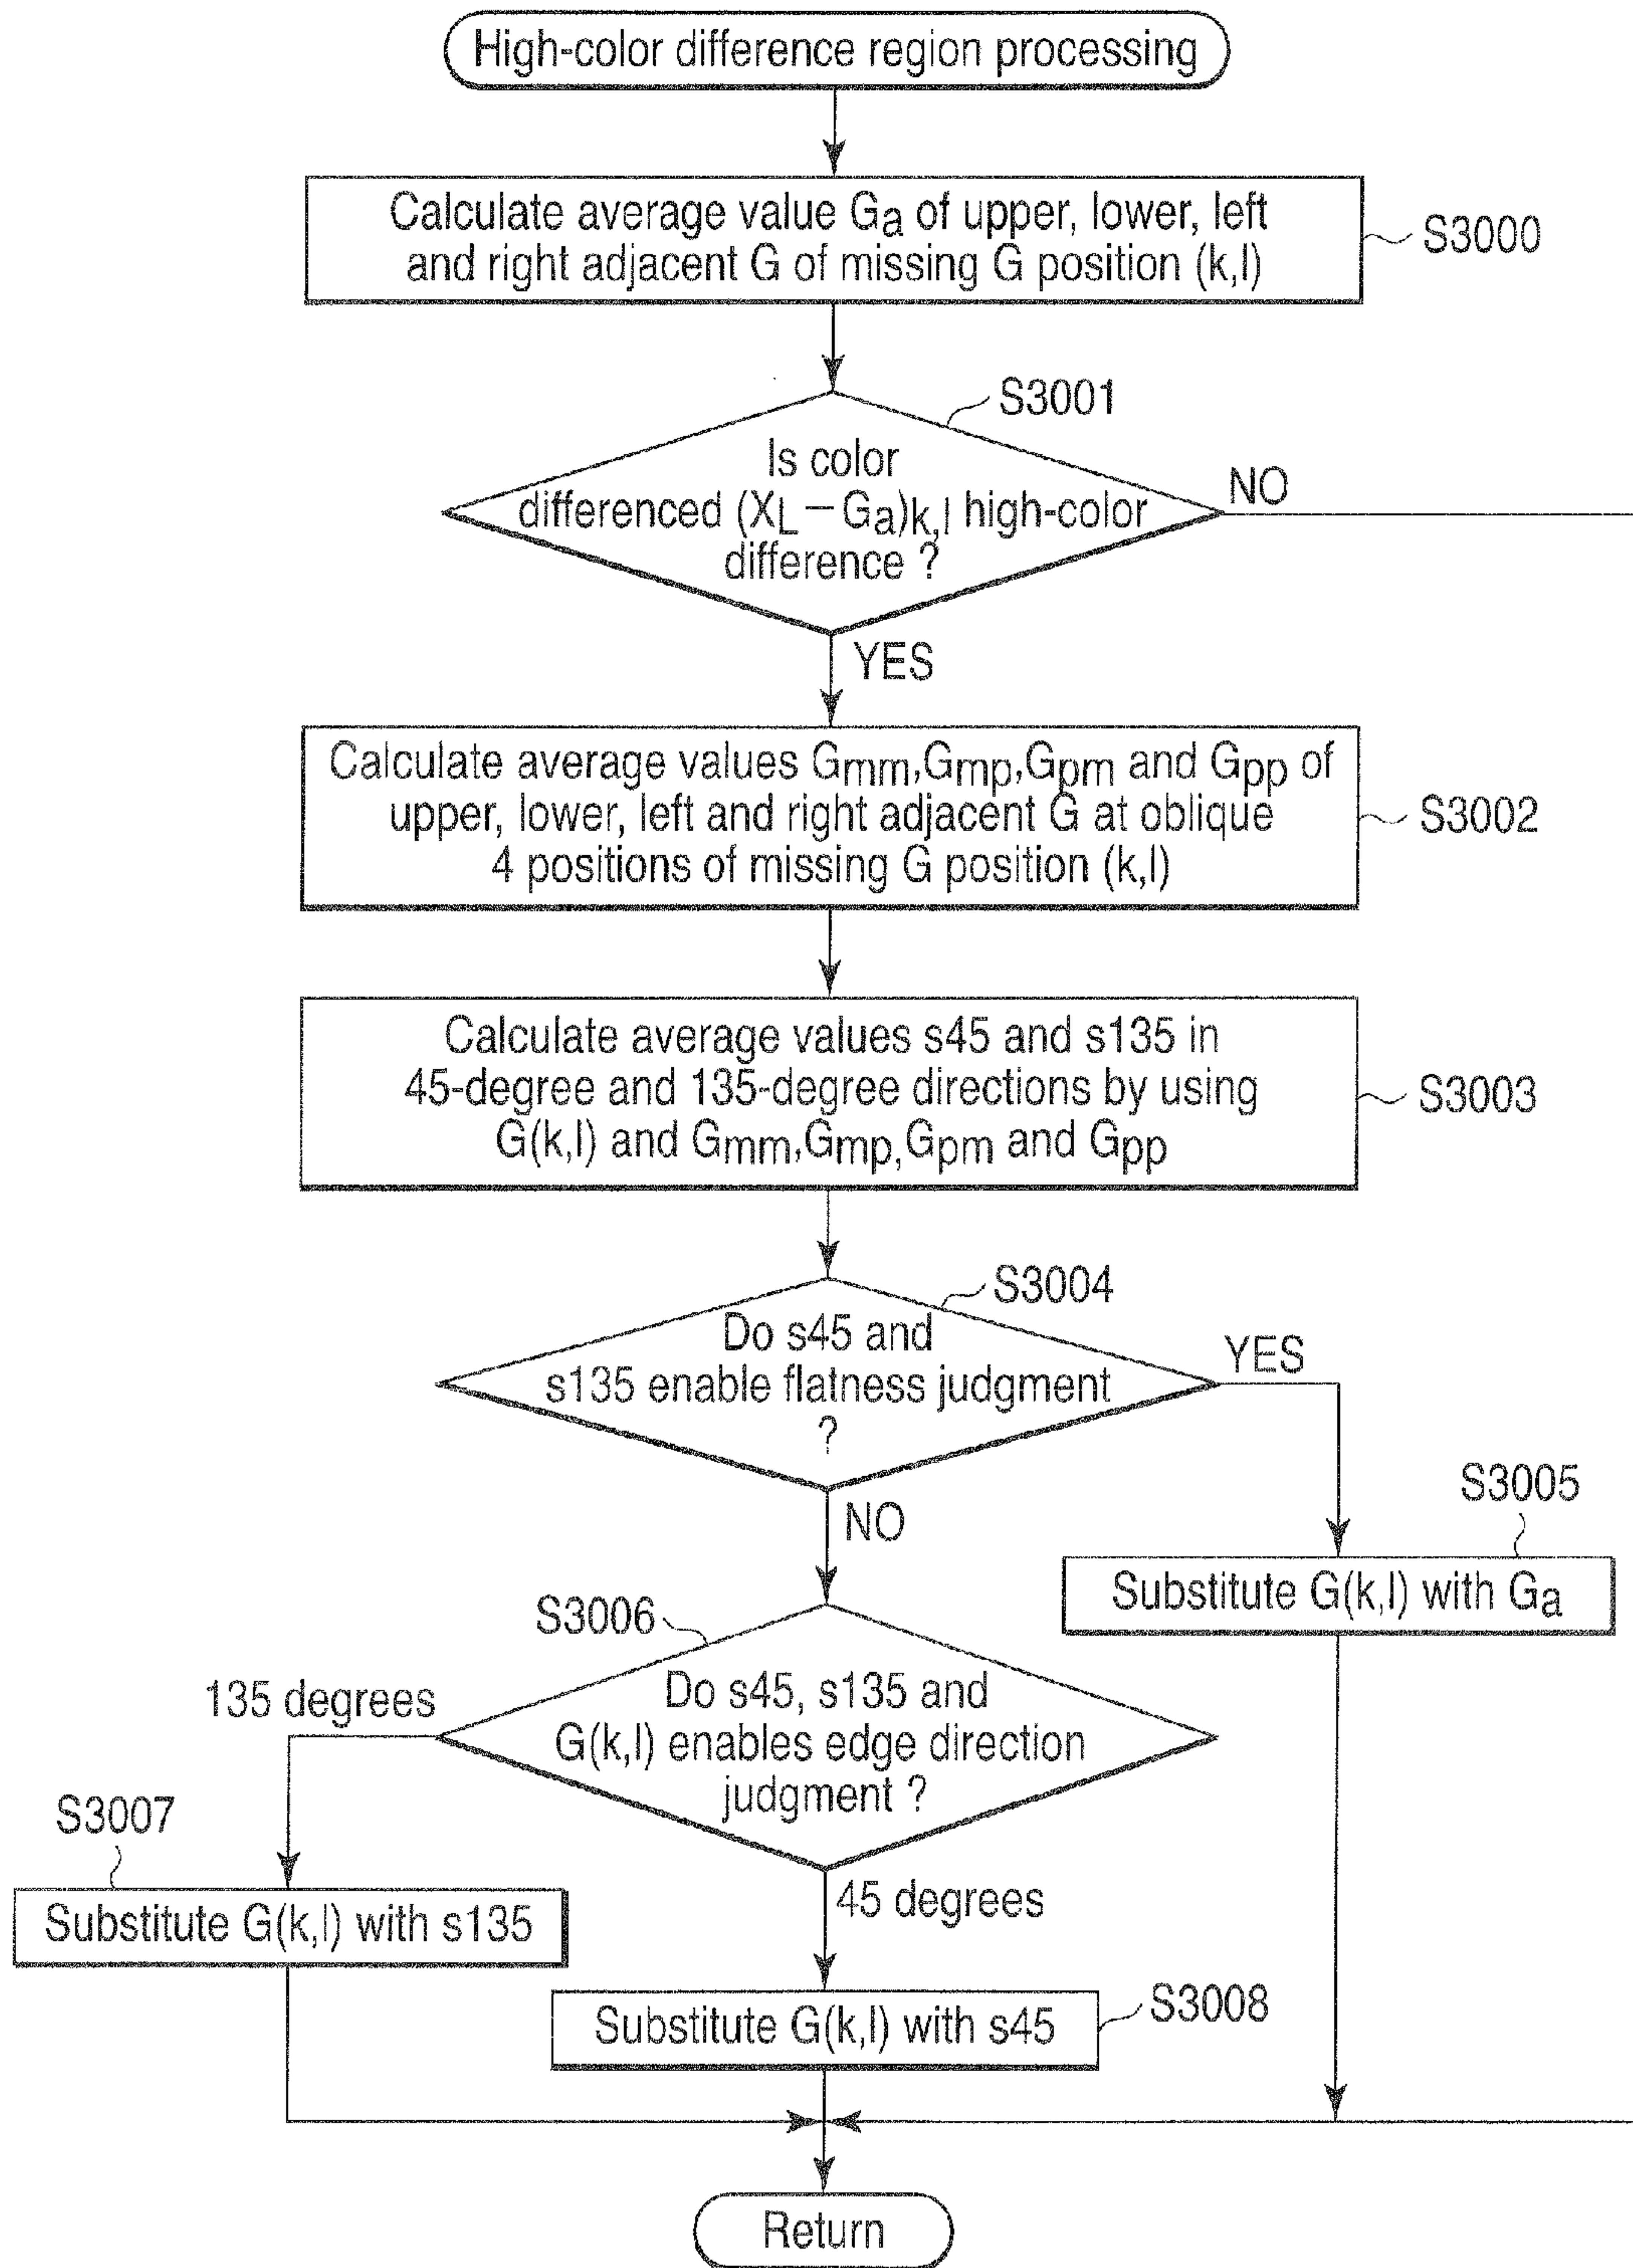 High-color difference region processing
Calculate average value Ga of upper, lower, left
and right adjacent G of missing G position (k,l)
S3000
S3001
Is color
differenced (XL−Ga)k,l high-color
difference ?
NO
YES
Calculate average values Gmm,Gmp,Gpm and Gpp of
upper, lower, left and right adjacent G at oblique
4 positions of missing G position (k,l)
S3002
Calculate average values s45 and s135 in
45-degree and 135-degree directions by using
G(k,l) and Gmm,Gmp,Gpm and Gpp
S3003
S3004
Do s45 and
s135 enable flatness judgment
?
YES
NO
S3005
Substitute G(k,l) with Ga
S3006
Do s45, s135 and
G(k,l) enables edge direction
judgment ?
135 degrees
S3007
Substitute G(k,l) with s135
45 degrees
Substitute G(k,l) with s45
S3008
Return